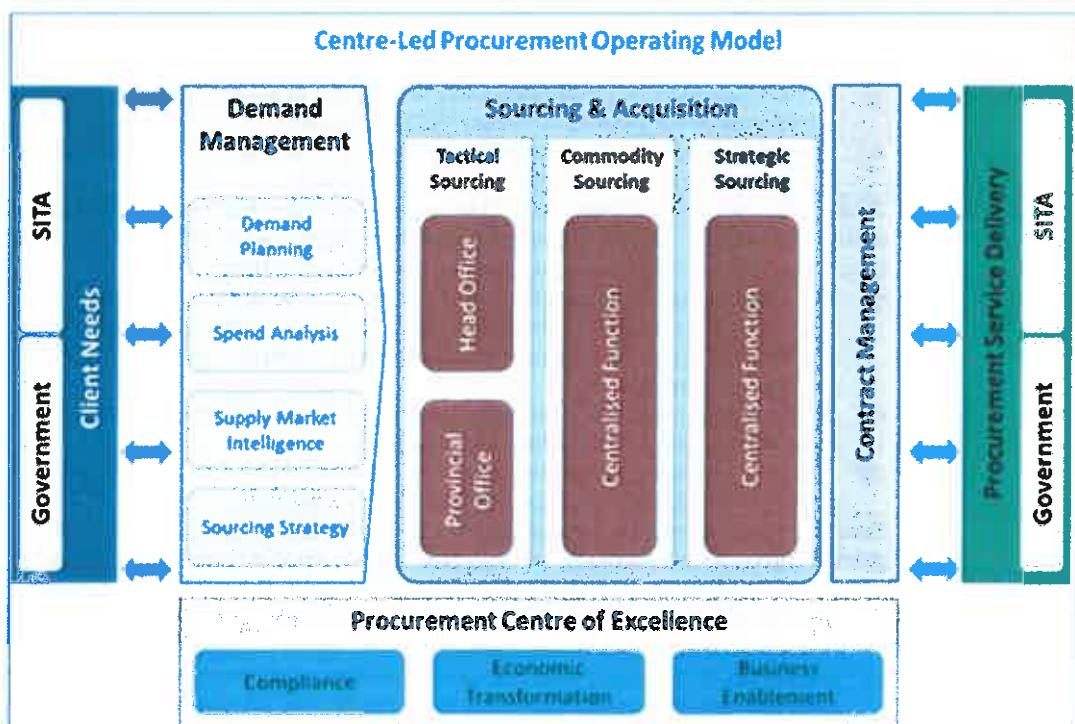 Centre-Led Procurement Operating Model
SITA
Government
Client Needs
Demand
Management
Demand
Planning
Spend Analysis
Supply Market
Intelligence
Sourcing Strategy
Sourcing & Acquisition
Tactical
Sourcing
Head Office
Provincial
Office
Commodity
Sourcing
Centralised Function
Strategic
Sourcing
Centralised Function
Contract Management
Procurement Service Delivery
SITA
Government
Procurement Centre of Excellence
Compliance
Economic
Transformation
Business
Enablement